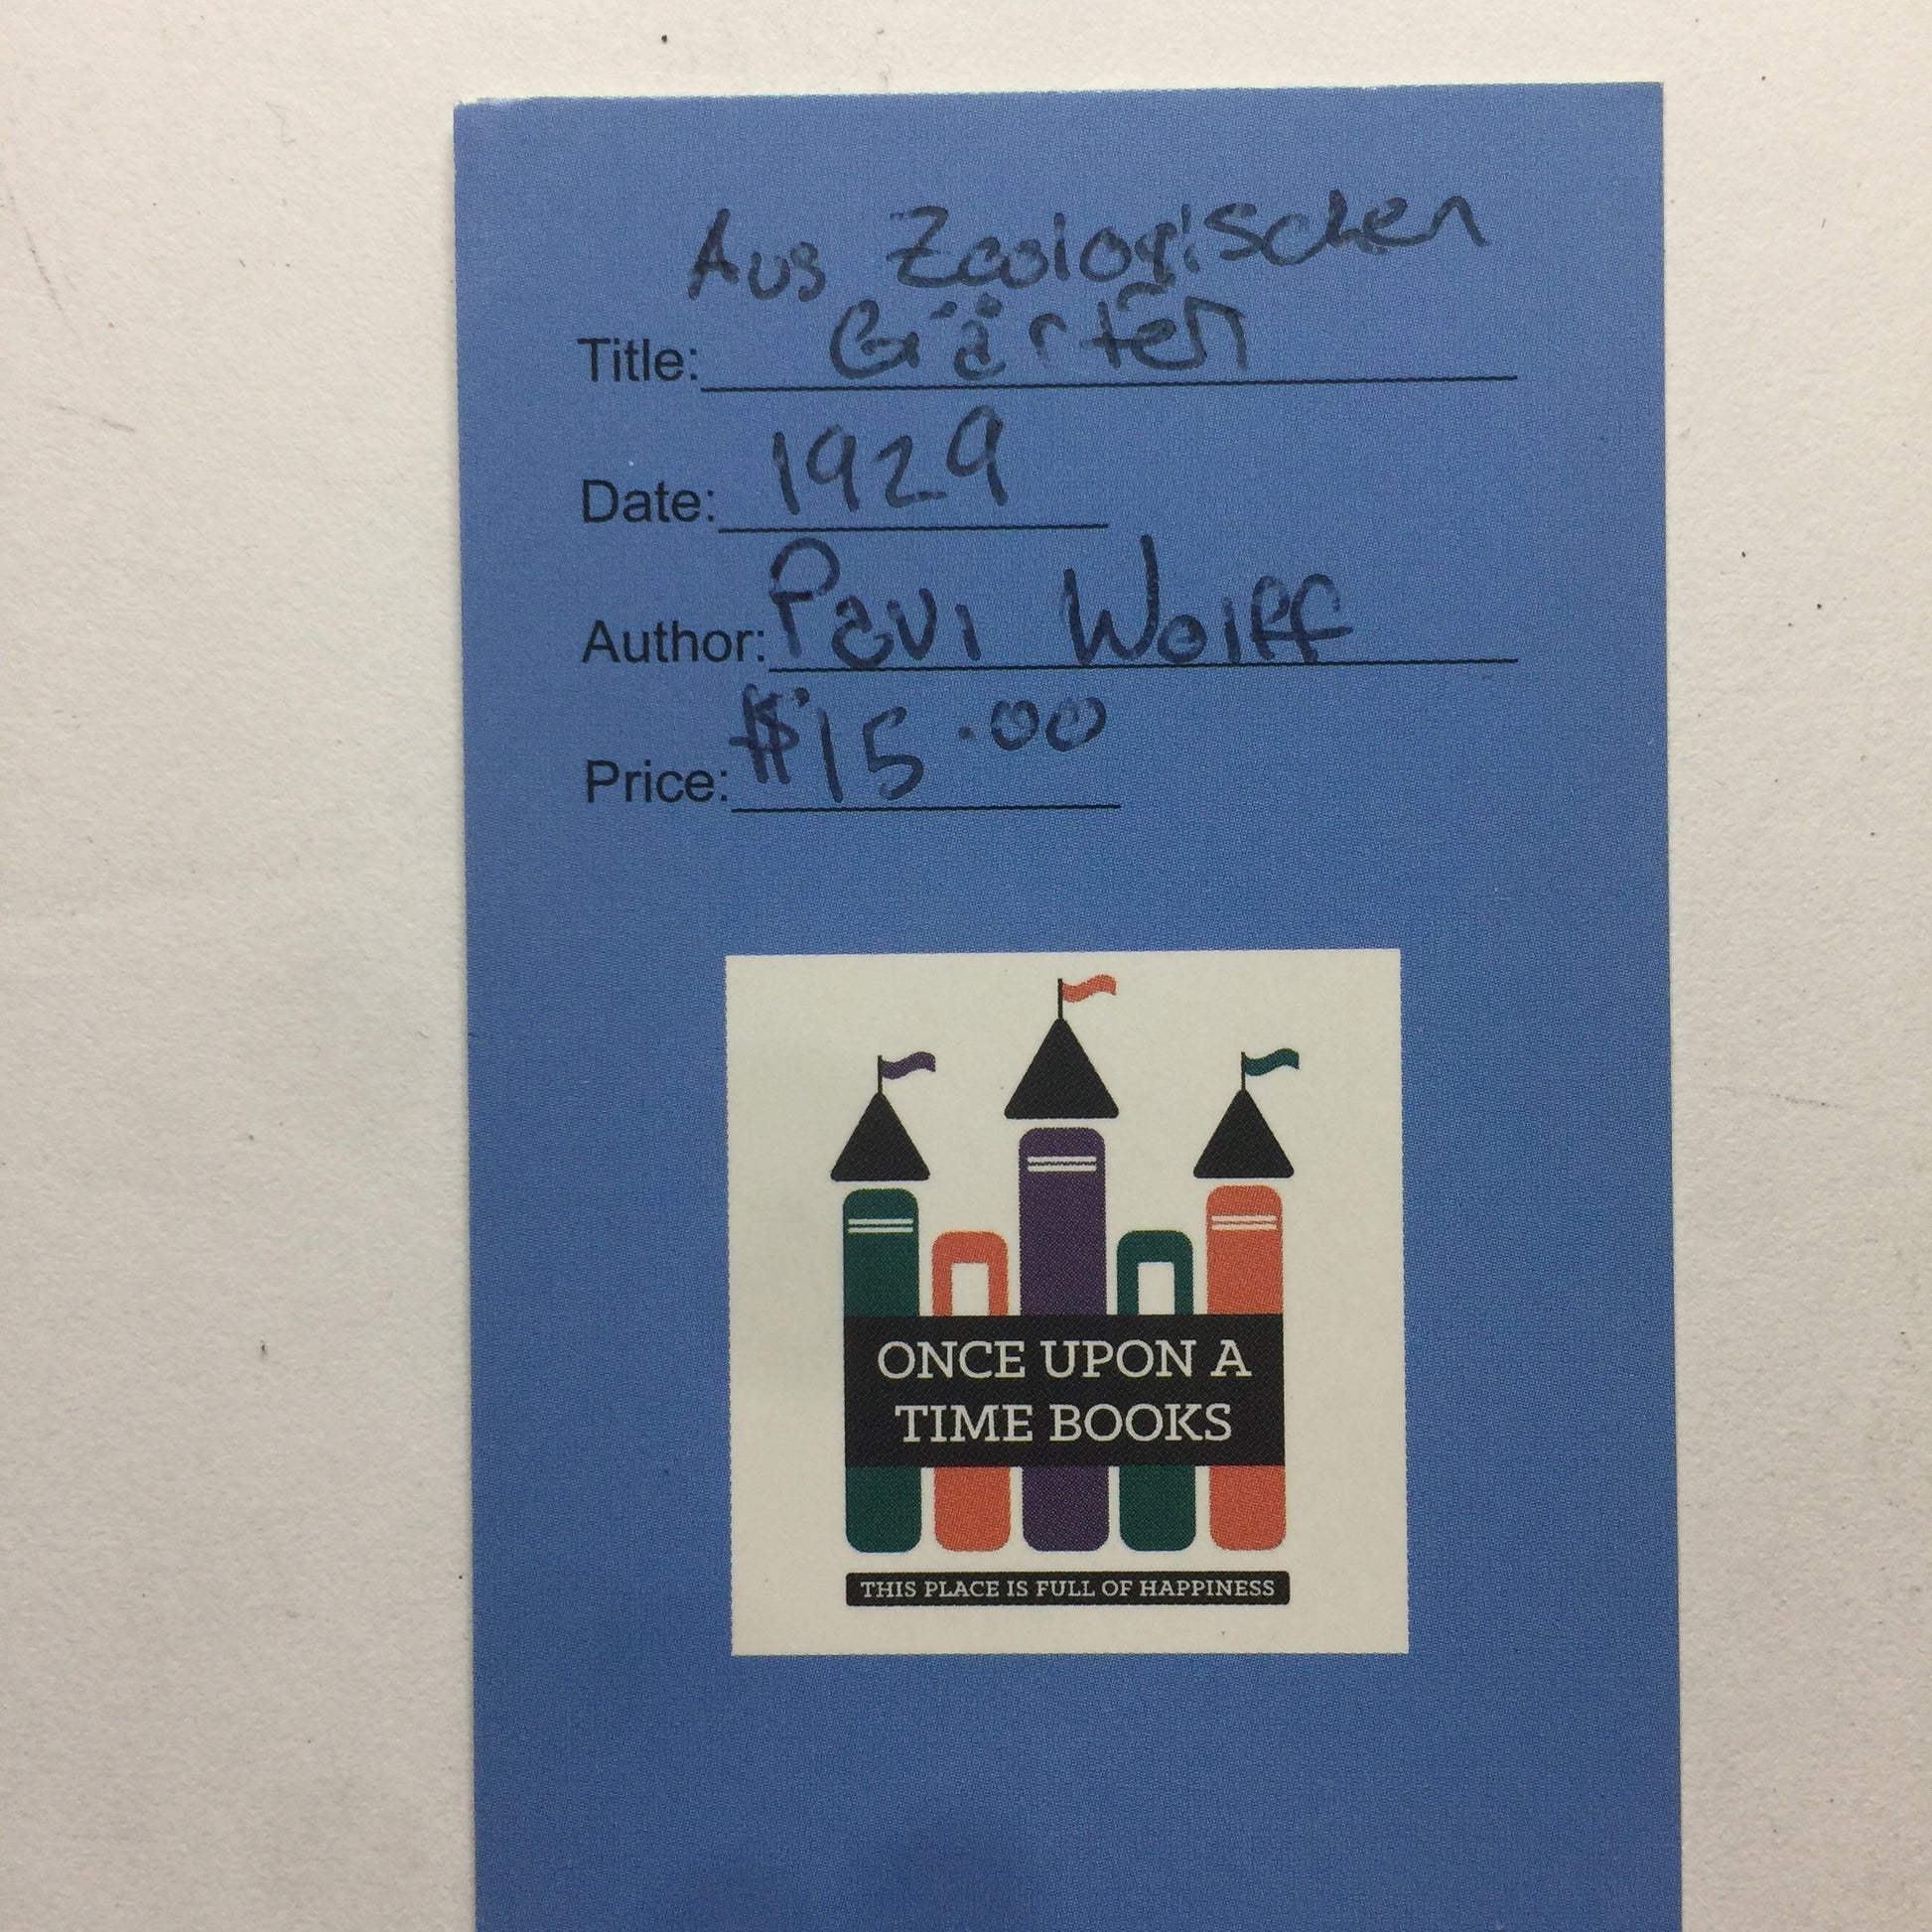 Aus Zoologischen
Title: Gärten
Date: 1929
Author: Paul Wolff
Price: $15.00
ONCE UPON A
TIME BOOKS
THIS PLACE IS FULL OF HAPPINESS